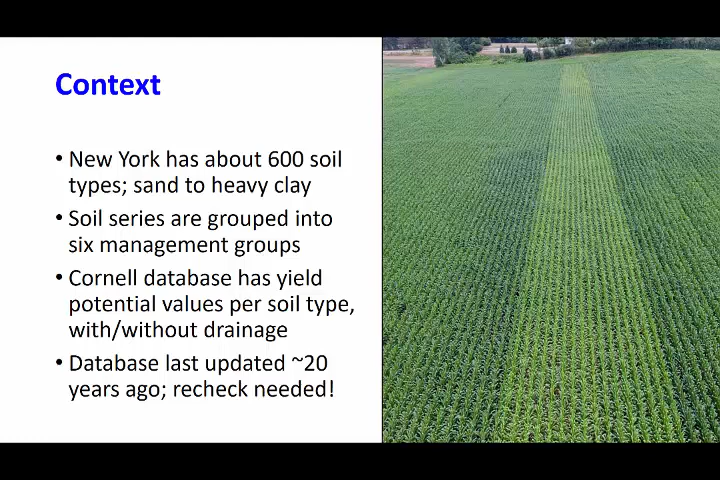 Context
• New York has about 600 soil
types; sand to heavy clay
• Soil series are grouped into
six management groups
• Cornell database has yield
potential values per soil type,
with/without drainage
• Database last updated ~20
years ago; recheck needed!